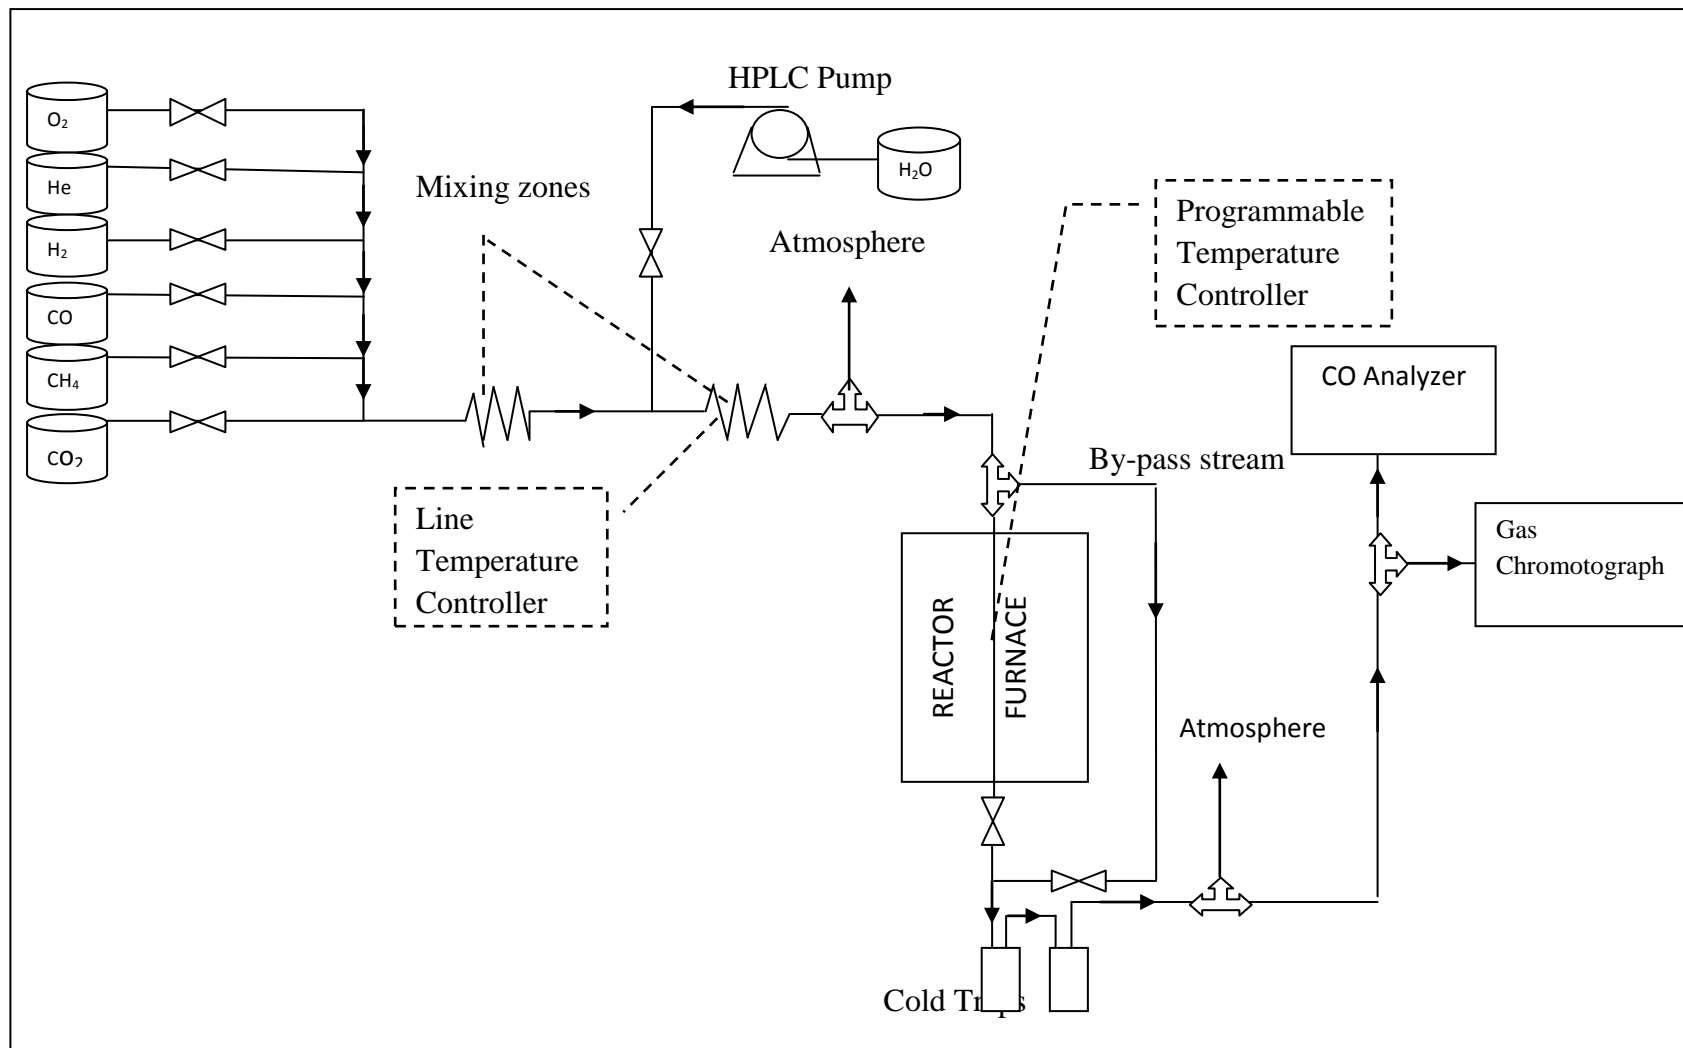 HPLC Pump
O₂
He
H₂
CO
CH₄
CO₂
H₂O
Mixing zones
Atmosphere
Programmable
Temperature
Controller
CO Analyzer
By-pass stream
Line
Temperature
Controller
Gas
Chromotograph
REACTOR
FURNACE
Atmosphere
Cold Traps